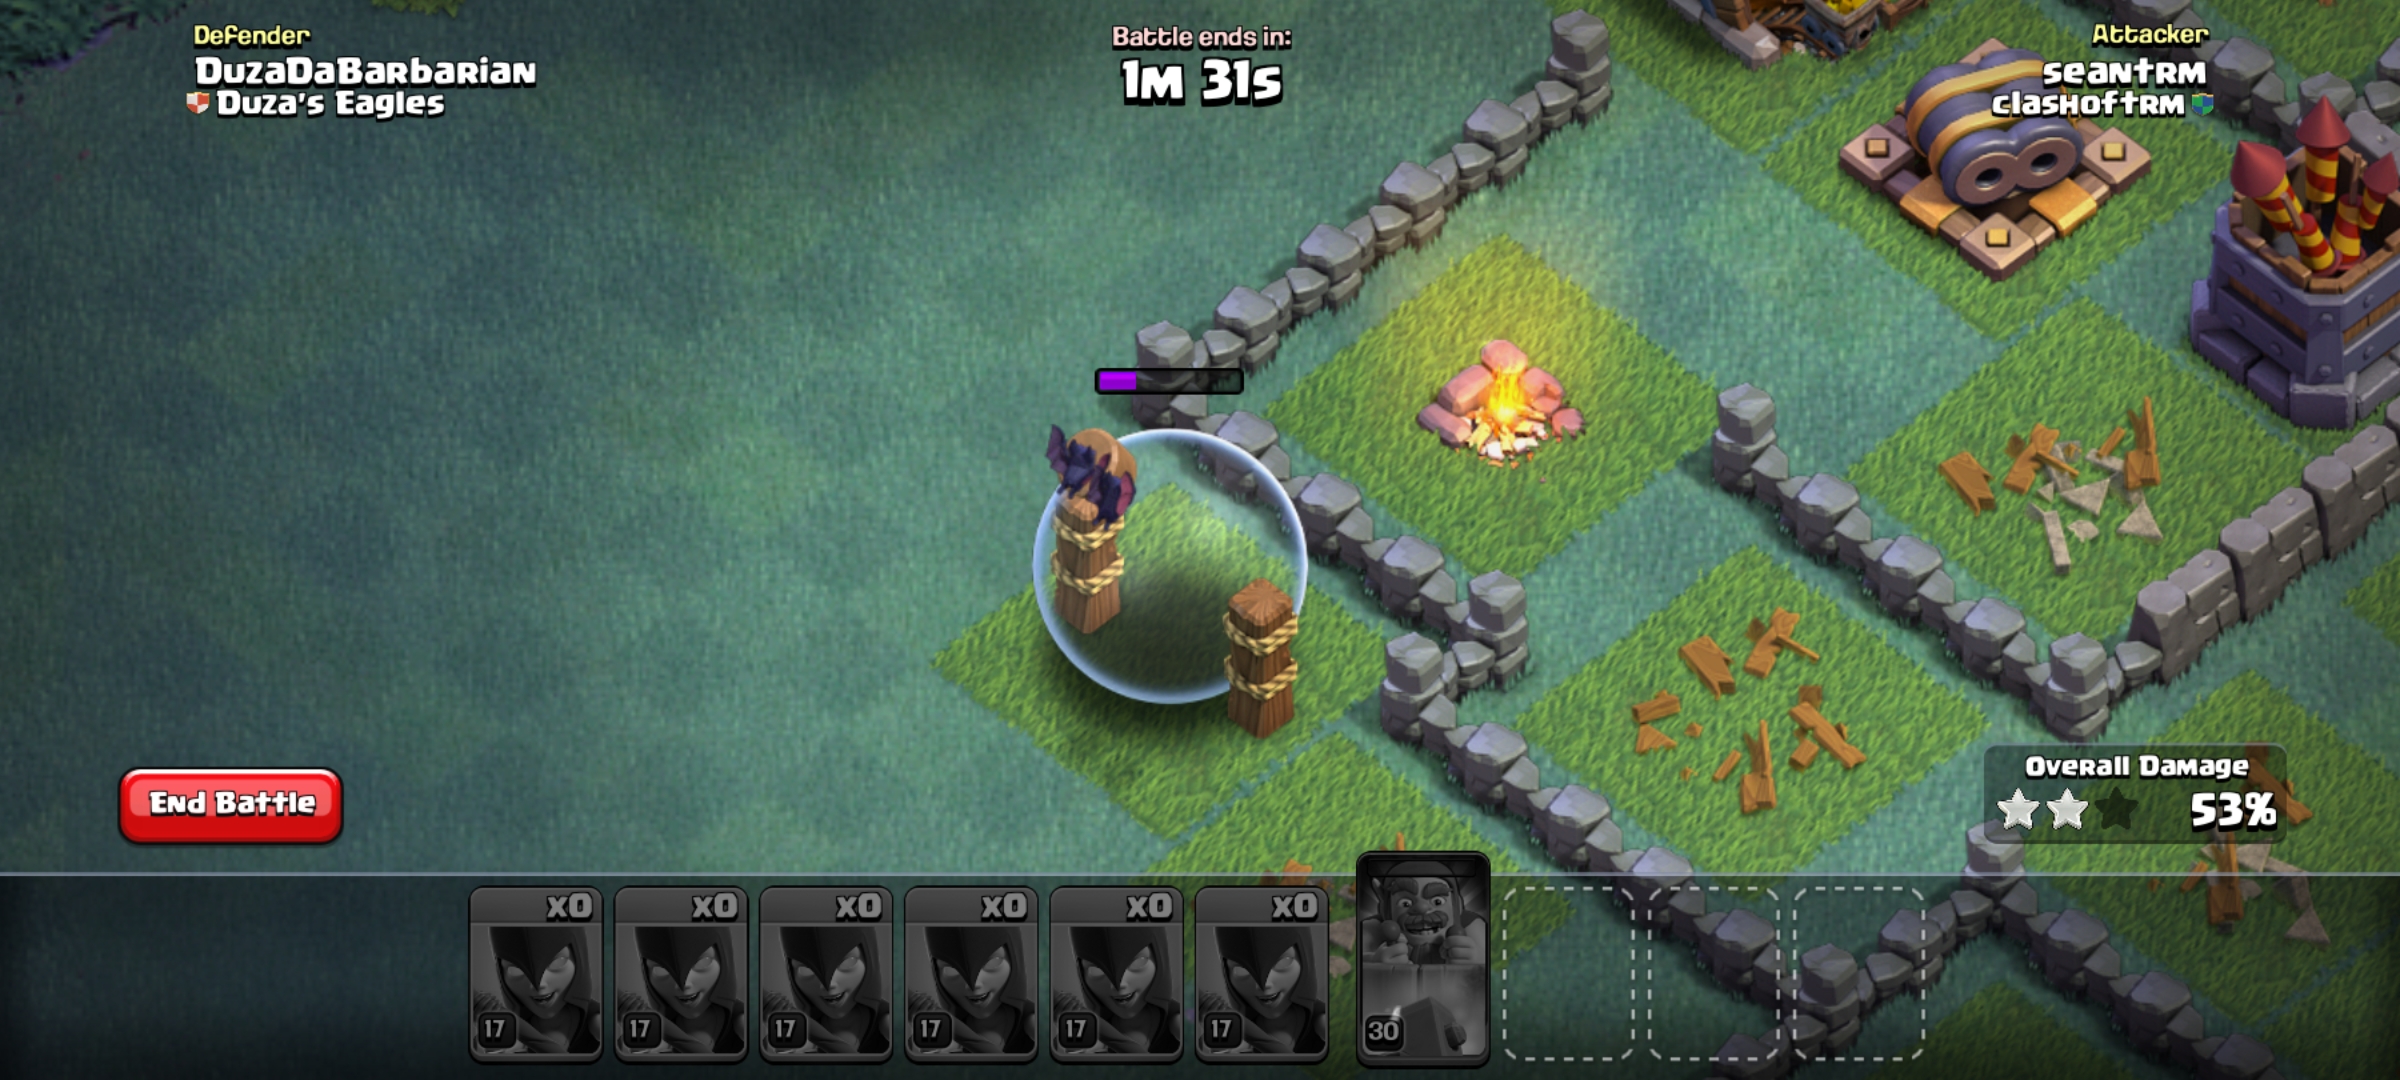 Defender
DuzaDaBarbarian
Duza's Eagles
Battle ends in:
1m 31s
Attacker
seantrm
clashoftrm
End Battle
Overall Damage
53%
x0 x0 x0 x0 x0 x0
17 17 17 17 17 17 30